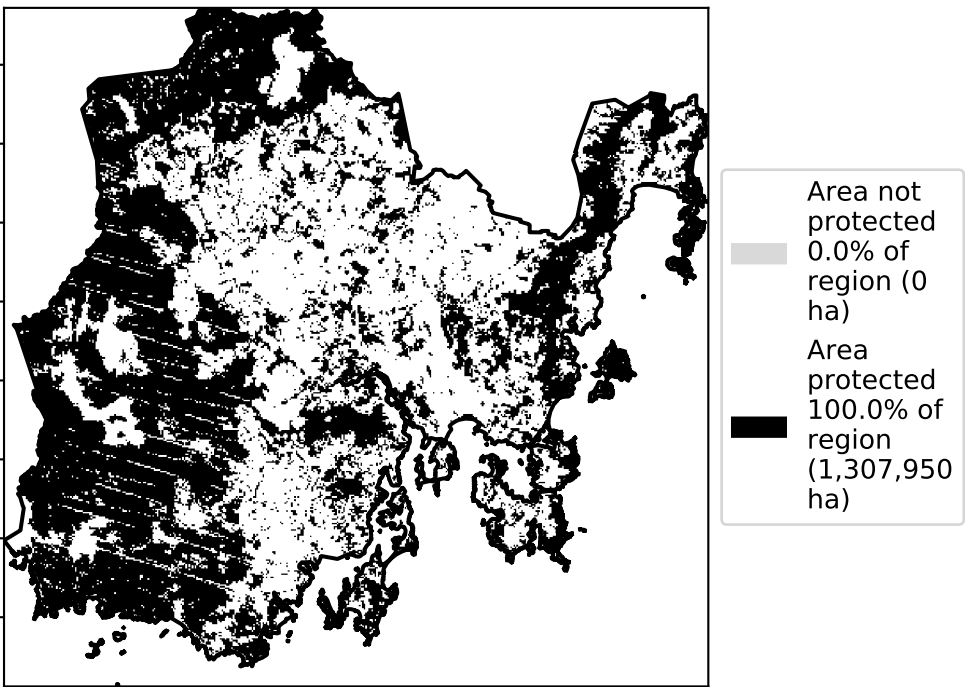 Area not
protected
0.0% of
region (0
ha)
Area
protected
100.0% of
region
(1,307,950
ha)